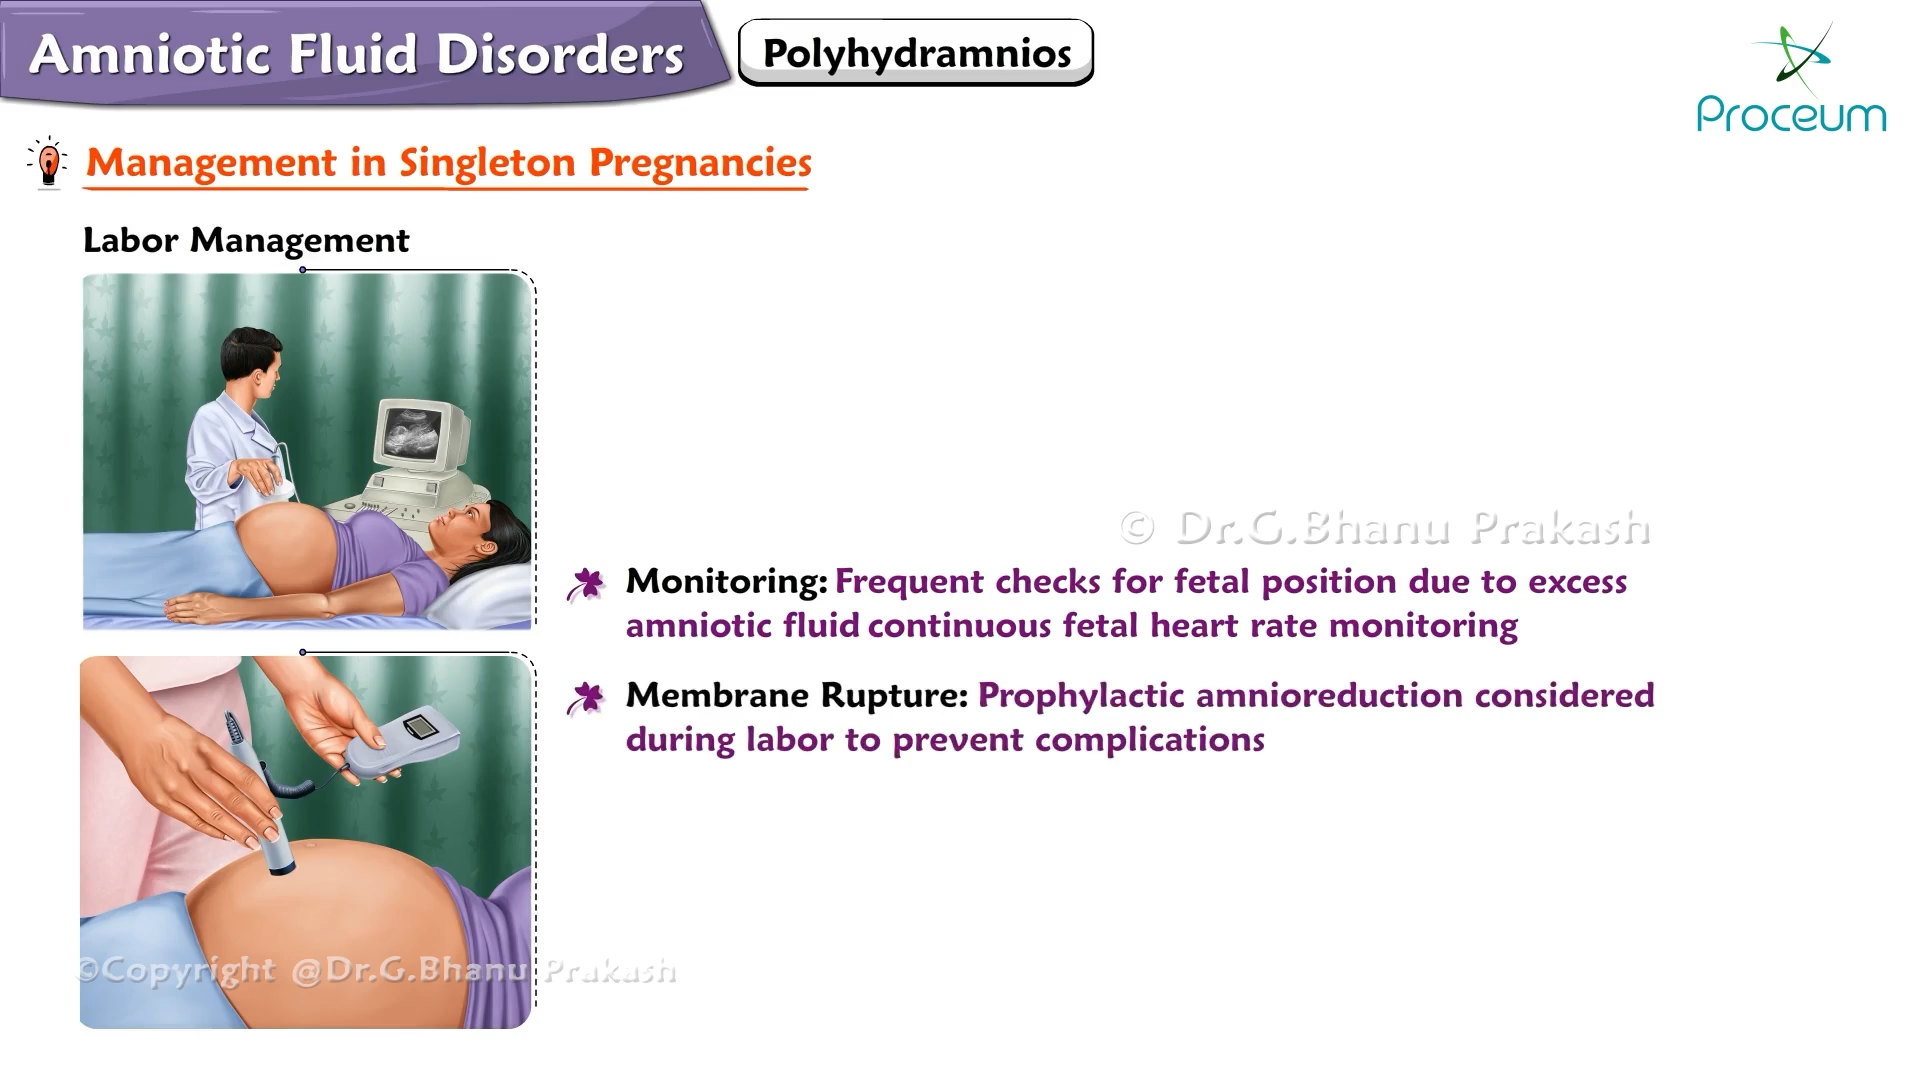 Amniotic Fluid Disorders
Polyhydramnios
Proceum
Management in Singleton Pregnancies
Labor Management
© Dr.G.Bhanu Prakash
Monitoring: Frequent checks for fetal position due to excess
amniotic fluid continuous fetal heart rate monitoring
Membrane Rupture: Prophylactic amnioreduction considered
during labor to prevent complications
©Copyright @Dr.G.Bhanu Prakash